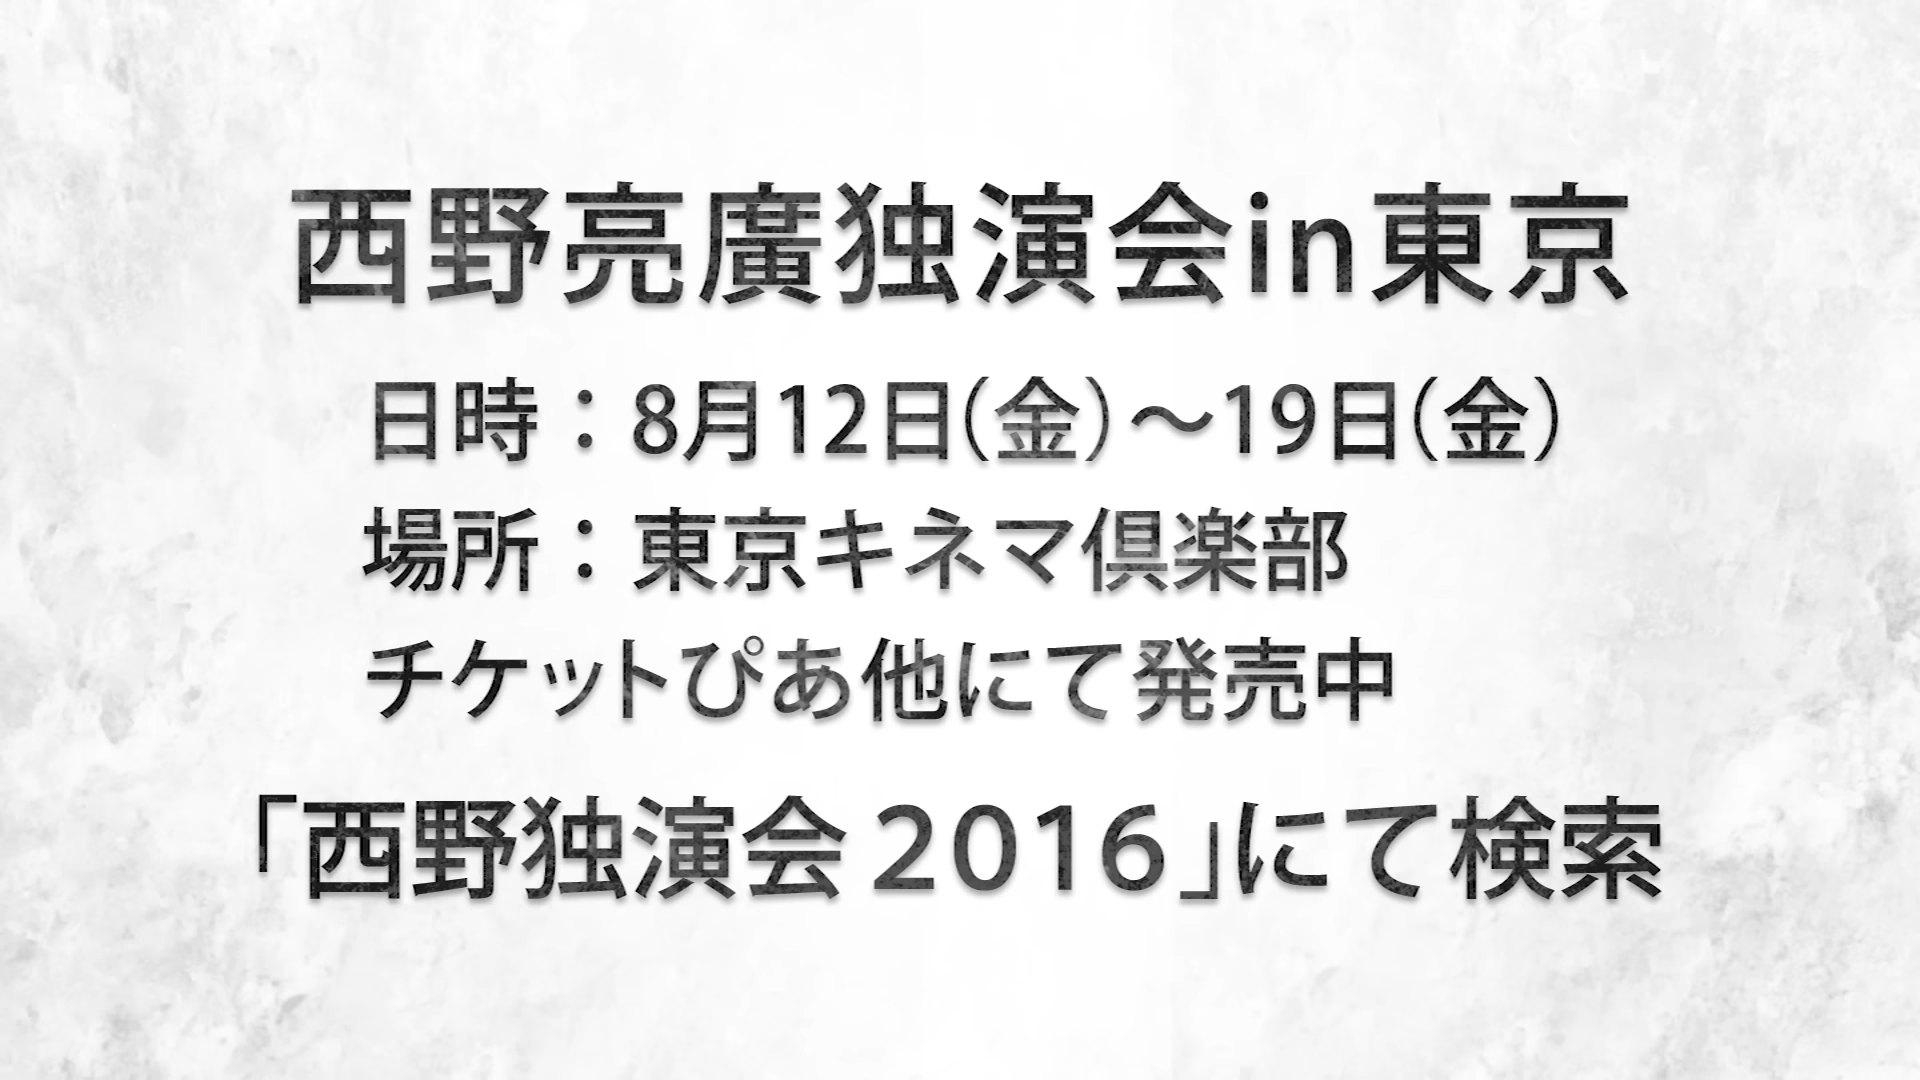 西野亮廣独演会in東京
日時：8月12日(金)～19日(金)
場所：東京キネマ倶楽部
チケットぴあ他にて発売中
「西野独演会2016」にて検索